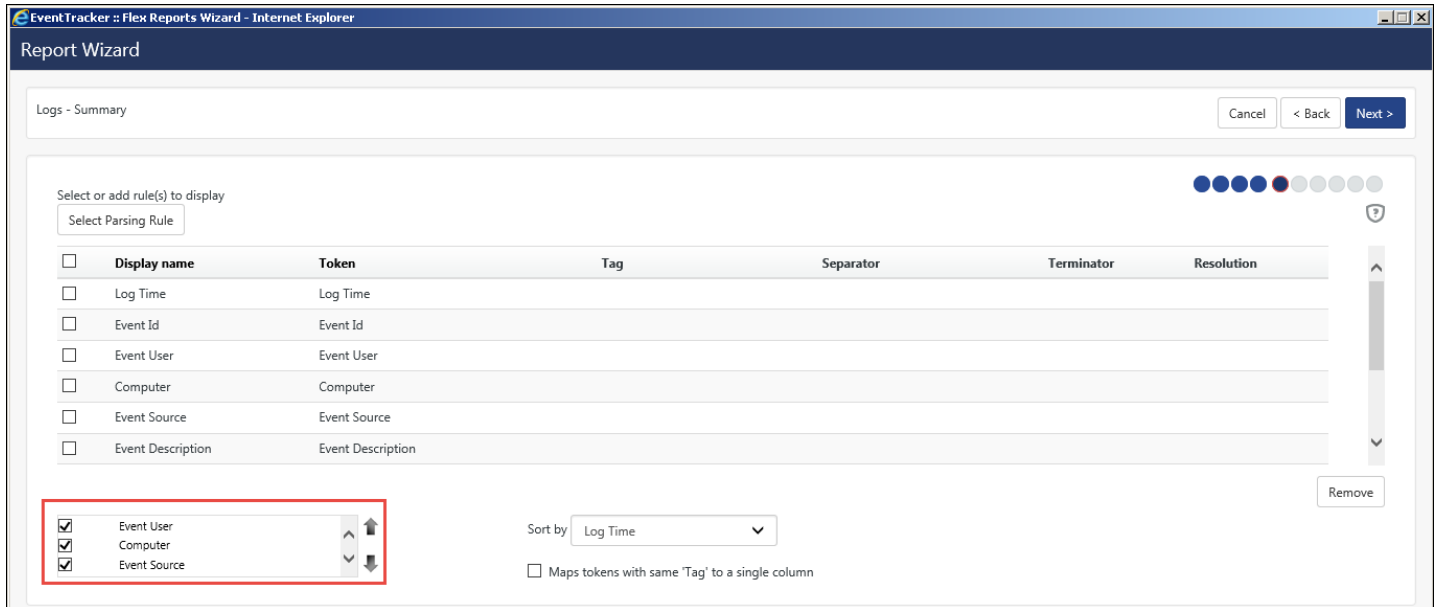 EventTracker :: Flex Reports Wizard - Internet Explorer
Report Wizard
Logs - Summary
Cancel
< Back
Next >
Select or add rule(s) to display
Select Parsing Rule
Display name Token Tag Separator Terminator Resolution
Log Time Log Time
Event Id Event Id
Event User Event User
Computer Computer
Event Source Event Source
Event Description Event Description
Remove
Event User
Computer
Event Source
Sort by Log Time
Maps tokens with same 'Tag' to a single column